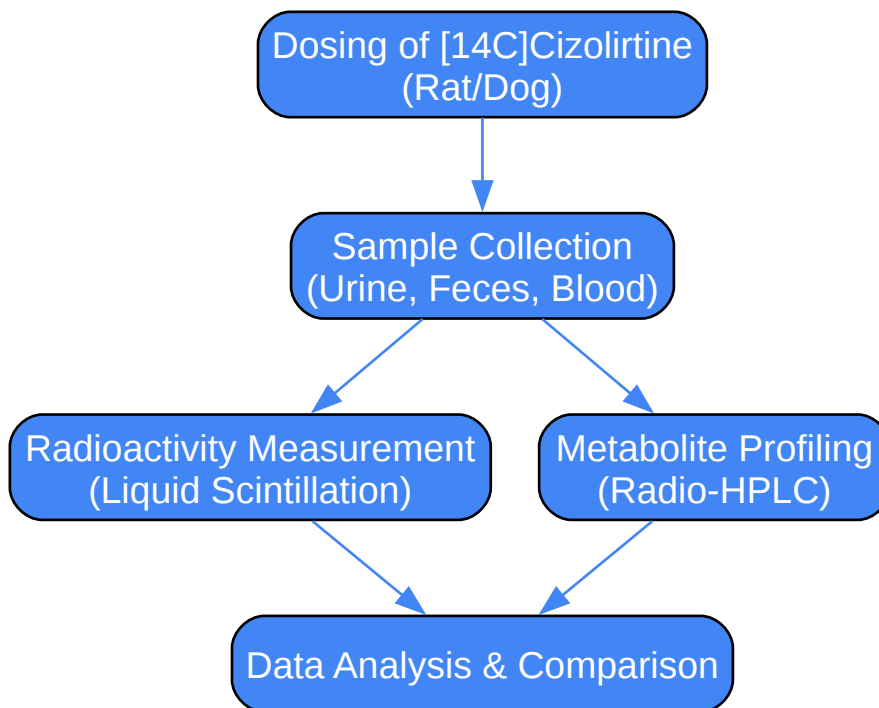 Dosing of [14C]Cizolirtine
(Rat/Dog)
Sample Collection
(Urine, Feces, Blood)
Radioactivity Measurement
(Liquid Scintillation)
Metabolite Profiling
(Radio-HPLC)
Data Analysis & Comparison